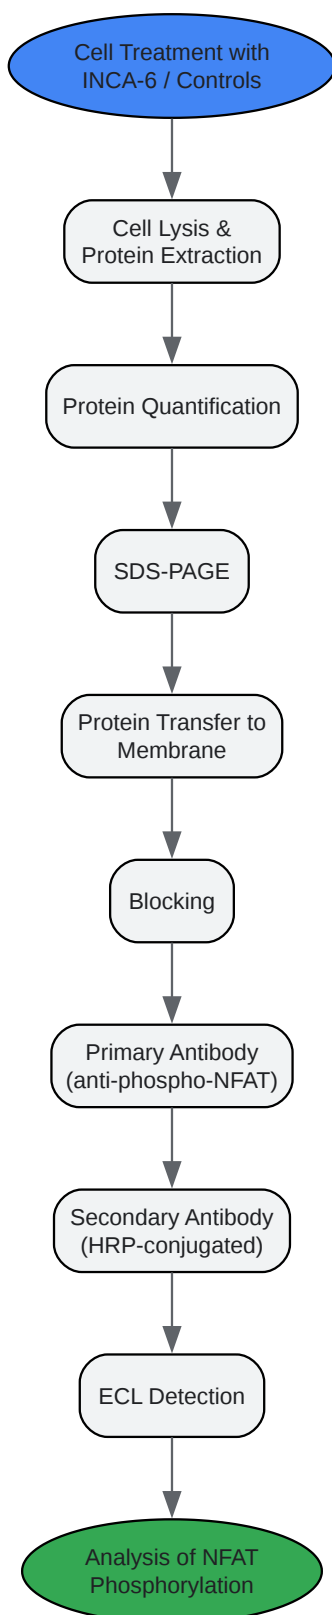 Cell Treatment with
INCA-6 / Controls
Cell Lysis &
Protein Extraction
Protein Quantification
SDS-PAGE
Protein Transfer to
Membrane
Blocking
Primary Antibody
(anti-phospho-NFAT)
Secondary Antibody
(HRP-conjugated)
ECL Detection
Analysis of NFAT
Phosphorylation